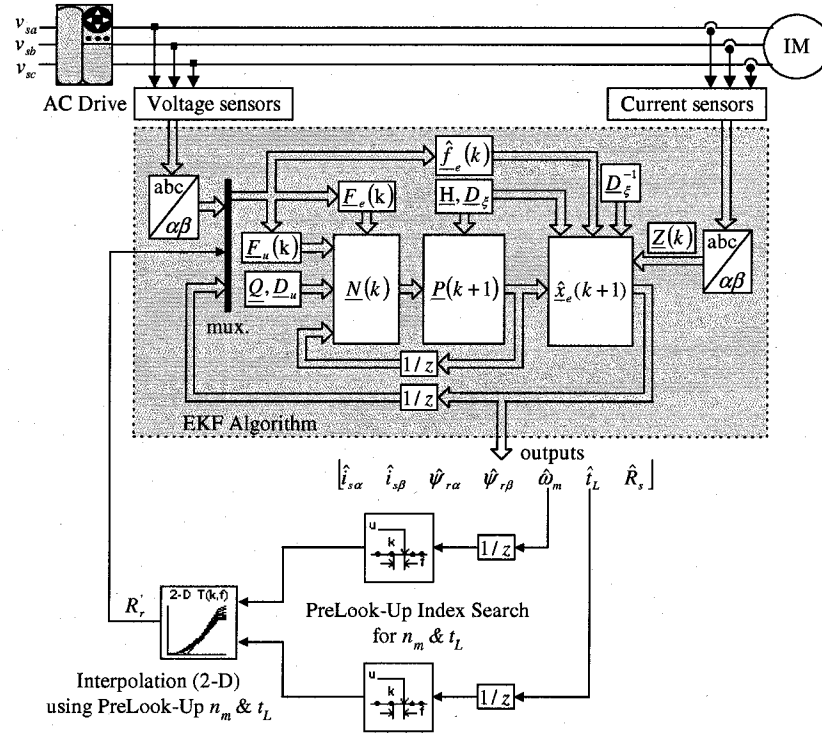 v_sa
v_sb
v_sc
IM
AC Drive
Voltage sensors
Current sensors
abc
αβ
f̂_e(k)
F_e(k)
H, D_ξ
D_ξ^-1
Z(k)
abc
αβ
F_u(k)
Q, D_u
N(k)
P(k+1)
x̂_e(k+1)
mux.
1/z
1/z
EKF Algorithm
outputs
⌊î_sα î_sβ ψ̂_rα ψ̂_rβ ω̂_m t̂_L R̂_s⌋
u
k
f
1/z
R_r'
2-D T(k,f)
PreLook-Up Index Search
for n_m & t_L
Interpolation (2-D)
using PreLook-Up n_m & t_L
u
k
f
1/z